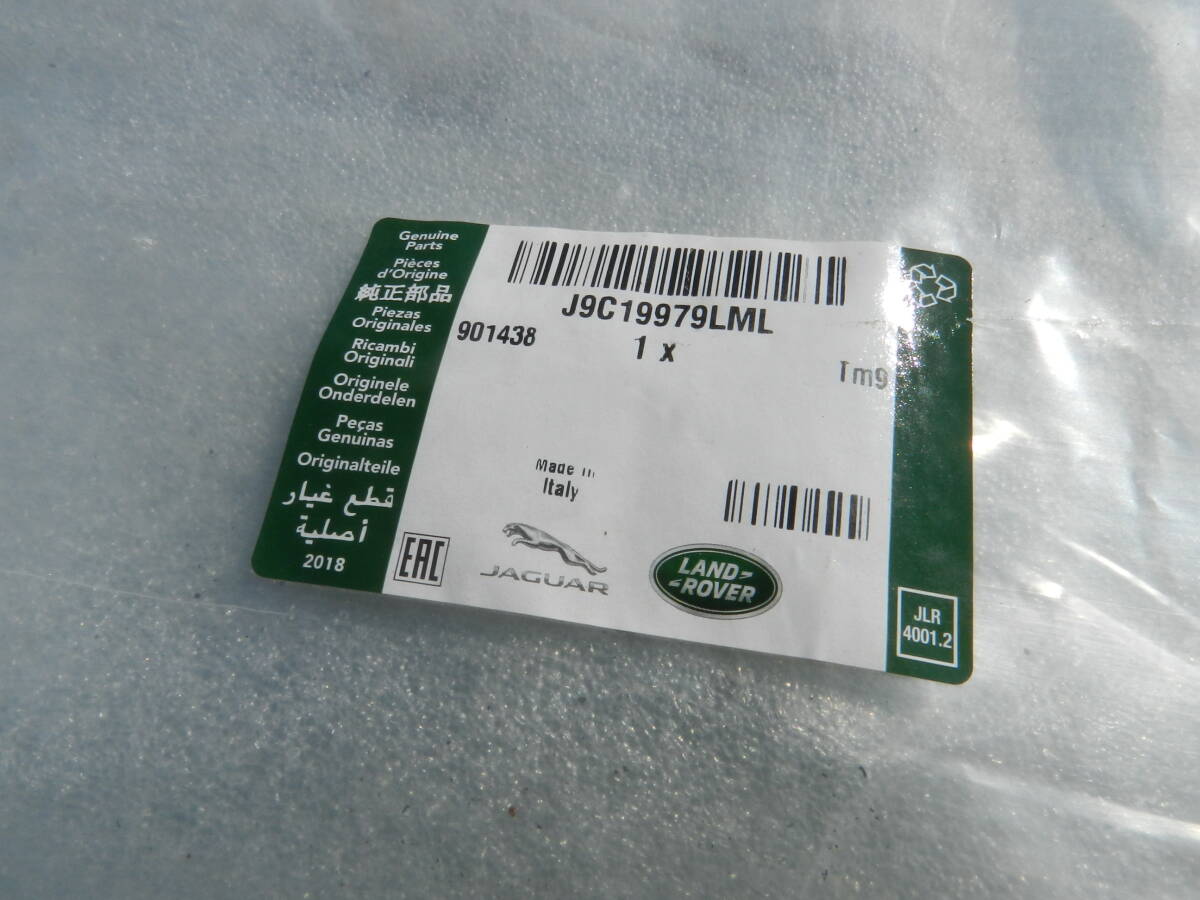 Genuine
Parts
Pièces
d'Origine
純正部品
Piezas
Originales
Ricambi
Originali
Originele
Onderdelen
Peças
Genuinas
Originalteile
قطع غيار
أصلية
2018
J9C19979LML
901438
1 x
Tm9
Made in
Italy
EAC
JAGUAR
LAND
ROVER
JLR
4001.2